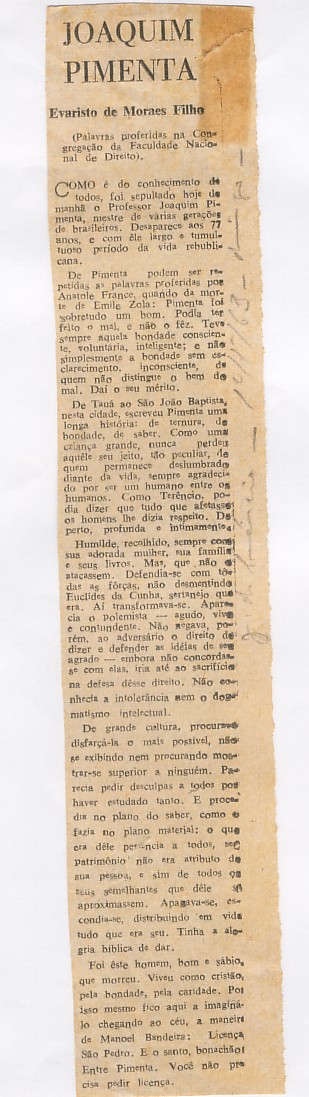 JOAQUIM
PIMENTA
Evaristo de Moraes Filho
(Palavras proferidas na Con-
gregação da Faculdade Nacio-
nal de Direito).
COMO é do conhecimento de
todos, foi sepultado hoje de
manhã o Professor Joaquim Pi-
menta, mestre de várias gerações
de brasileiros. Desaparece aos 77
anos, e com êle largo e tumul-
tuoso período da vida rebubli-
cana.
De Pimenta podem ser re-
petidas as palavras proferidas por
Anatole France, quando da mor-
te de Emile Zola: Pimenta foi
sobretudo um bom. Podia ter
feito o mal, e não o fêz. Teve
sempre aquela bondade conscien-
te, voluntária, inteligente; e não
simplesmente a bondade sem es-
clarecimento, inconsciente, de
quem não distingue o bem do
mal. Daí o seu mérito.
De Tauá ao São João Baptista,
nesta cidade, escreveu Pimenta uma
longa história: de ternura, de
bondade, de saber. Como uma
criança grande, nunca perdeu
aquêle seu jeito, tão peculiar, de
quem permanece deslumbrado
diante da vida, sempre agradeci-
do por ser um humano entre os
humanos. Como Terêncio, po-
dia dizer que tudo que afetasse
os homens lhe dizia respeito. De
perto, profunda e intimamente.
Humilde, recolhido, sempre com
sua adorada mulher, sua família
e seus livros. Mas, que não o
atacassem. Defendia-se com tô-
das as fôrças, não desmentindo
Euclides da Cunha, sertanejo que
era. Aí transformava-se. Apare-
cia o Polemista — agudo, vivo
e contundente. Não negava, po-
rém, ao adversário o direito de
dizer e defender as idéias de seu
agrado — embora não concordas-
se com elas, iria até ao sacrifício
na defesa dêsse direito. Não co-
nhecia a intolerância nem o dog-
matismo intelectual.
De grande cultura, procurava
disfarçá-la o mais possível, não
se exibindo nem procurando mos-
trar-se superior a ninguém. Pa-
recia pedir desculpas a todos por
haver estudado tanto. E proce-
dia no plano do saber, como o
fazia no plano material: o que
era dêle pertencia a todos, seu
patrimônio não era atributo de
sua pessoa, e sim de todos os
seus semelhantes que dêle se
aproximassem. Apagava-se, es-
condia-se, distribuindo em vida
tudo que era seu. Tinha a ale-
gria bíblica de dar.
Foi êste homem, bom e sábio,
que morreu. Viveu como cristão,
pela bondade, pela caridade. Por
isso mesmo fico aqui a imaginá-
lo chegando ao céu, a maneira
de Manoel Bandeira: Licença,
São Pedro. E o santo, bonachão:
Entre Pimenta. Você não pre-
cisa pedir licença.